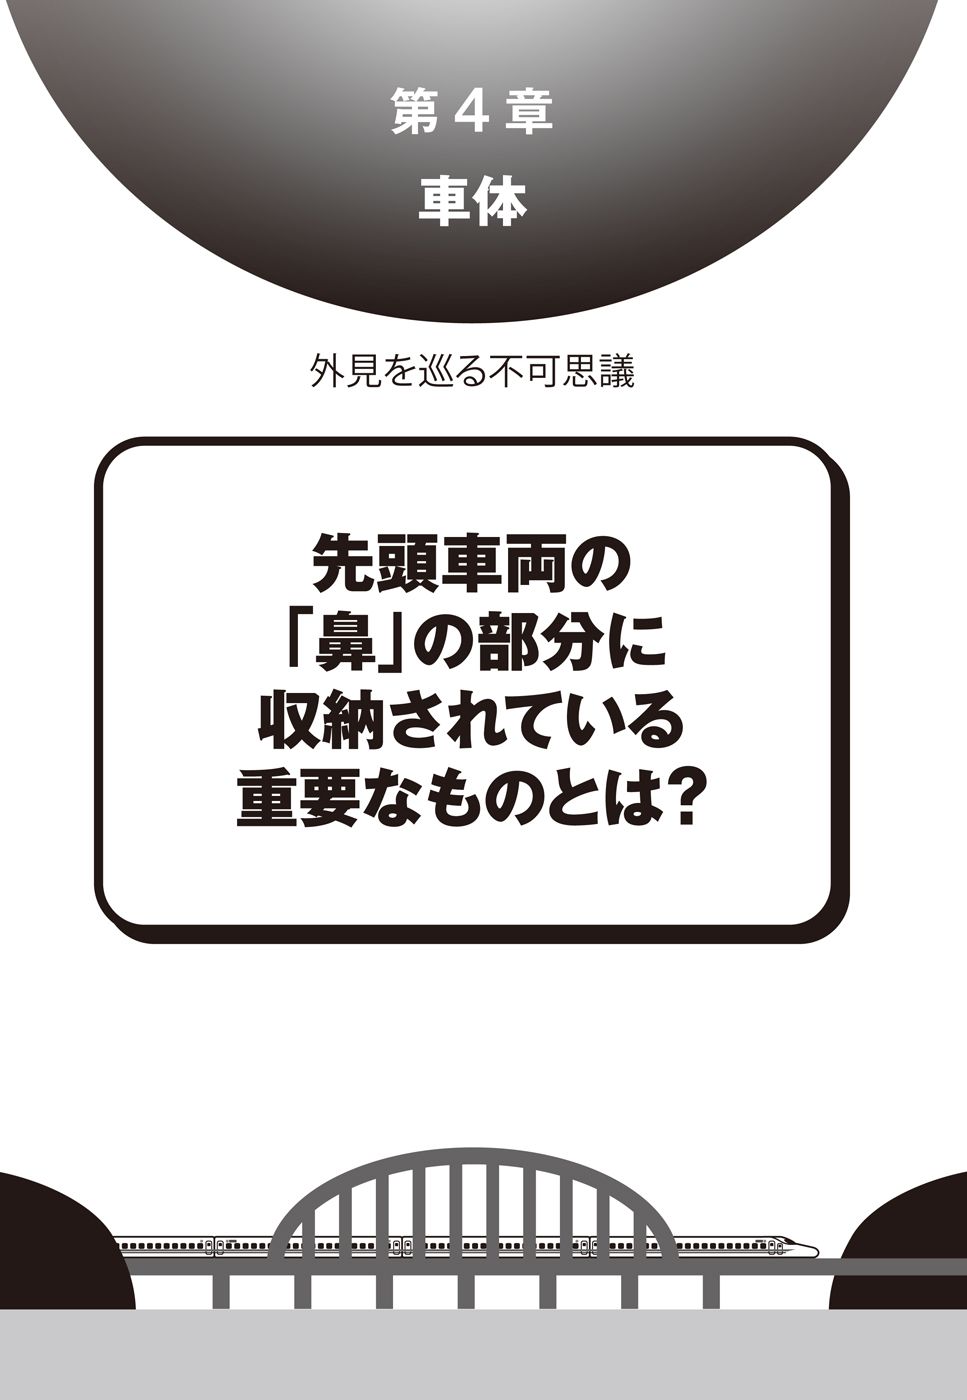 第4章
車体
外見を巡る不可思議
先頭車両の
「鼻」の部分に
収納されている
重要なものとは?